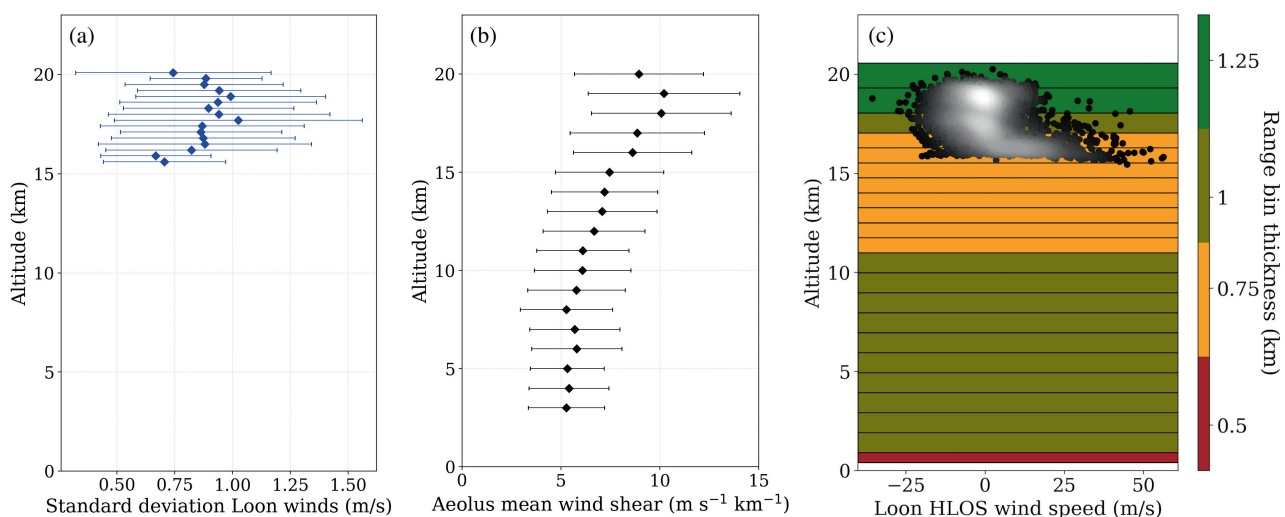 (a)
20
15
10
5
0
Altitude (km)
0.50 0.75 1.00 1.25 1.50
Standard deviation Loon winds (m/s)
(b)
20
15
10
5
0
Altitude (km)
0 5 10 15
Aeolus mean wind shear (m s⁻¹ km⁻¹)
(c)
20
15
10
5
0
Altitude (km)
−25 0 25 50
Loon HLOS wind speed (m/s)
1.25
1
0.75
0.5
Range bin thickness (km)